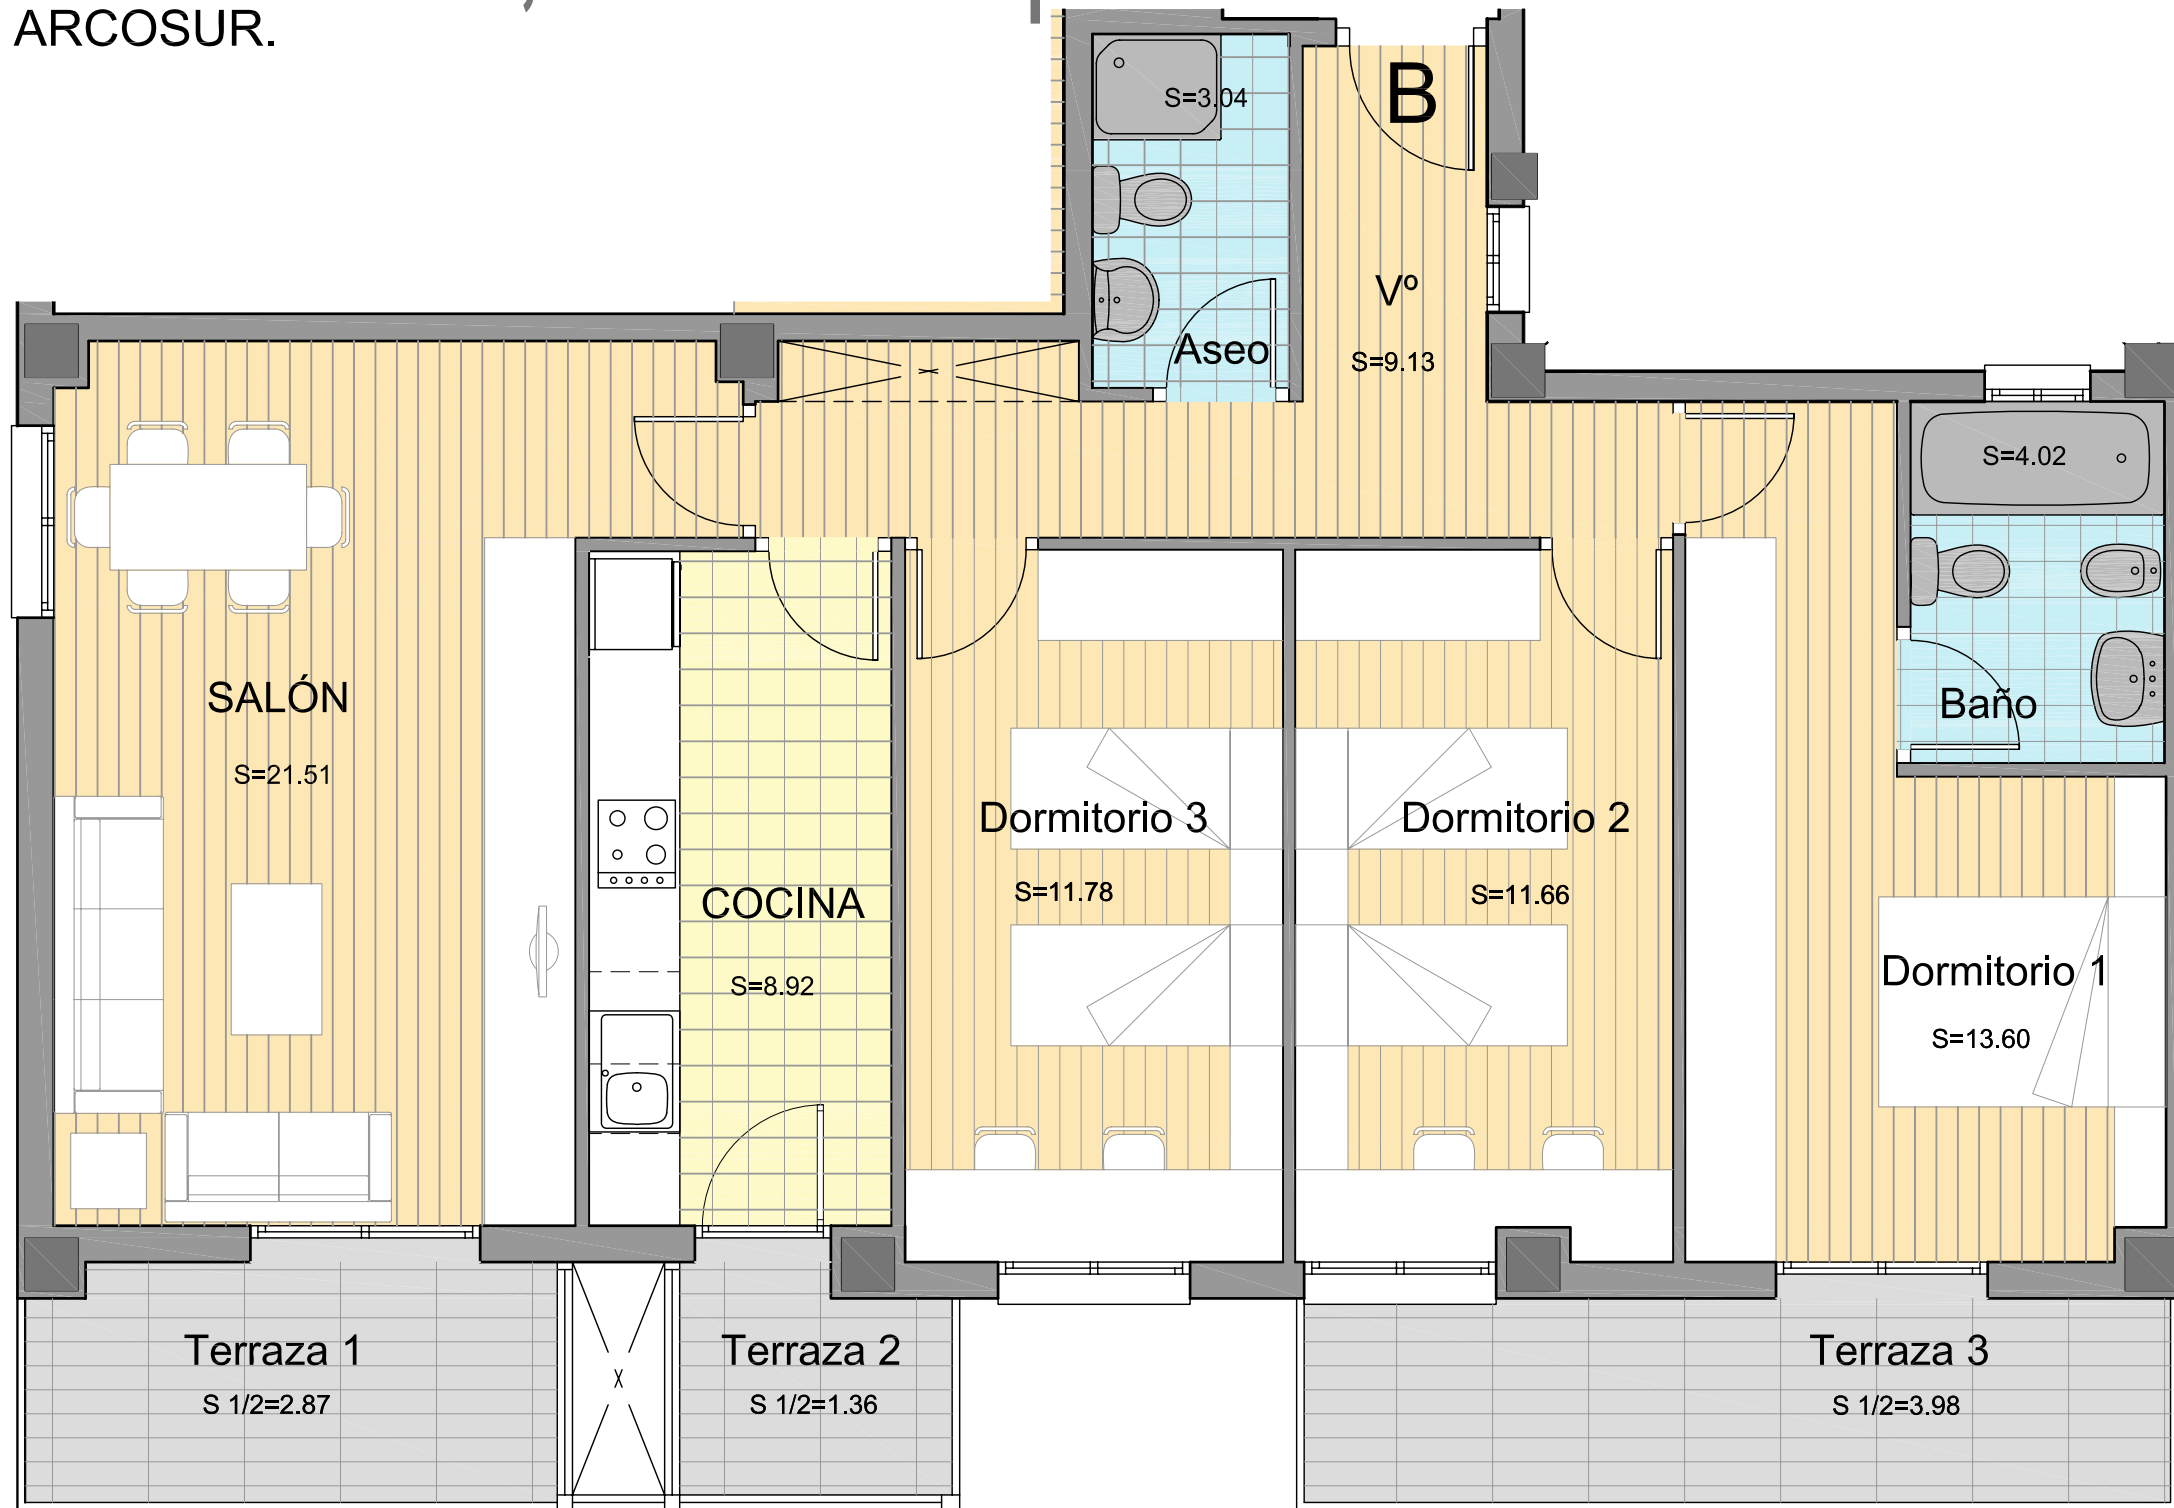 ARCOSUR.
B
S=3.04
Aseo
Vº
S=9.13
S=4.02
Baño
SALÓN
S=21.51
COCINA
S=8.92
Dormitorio 3
S=11.78
Dormitorio 2
S=11.66
Dormitorio 1
S=13.60
Terraza 1
S 1/2=2.87
Terraza 2
S 1/2=1.36
Terraza 3
S 1/2=3.98